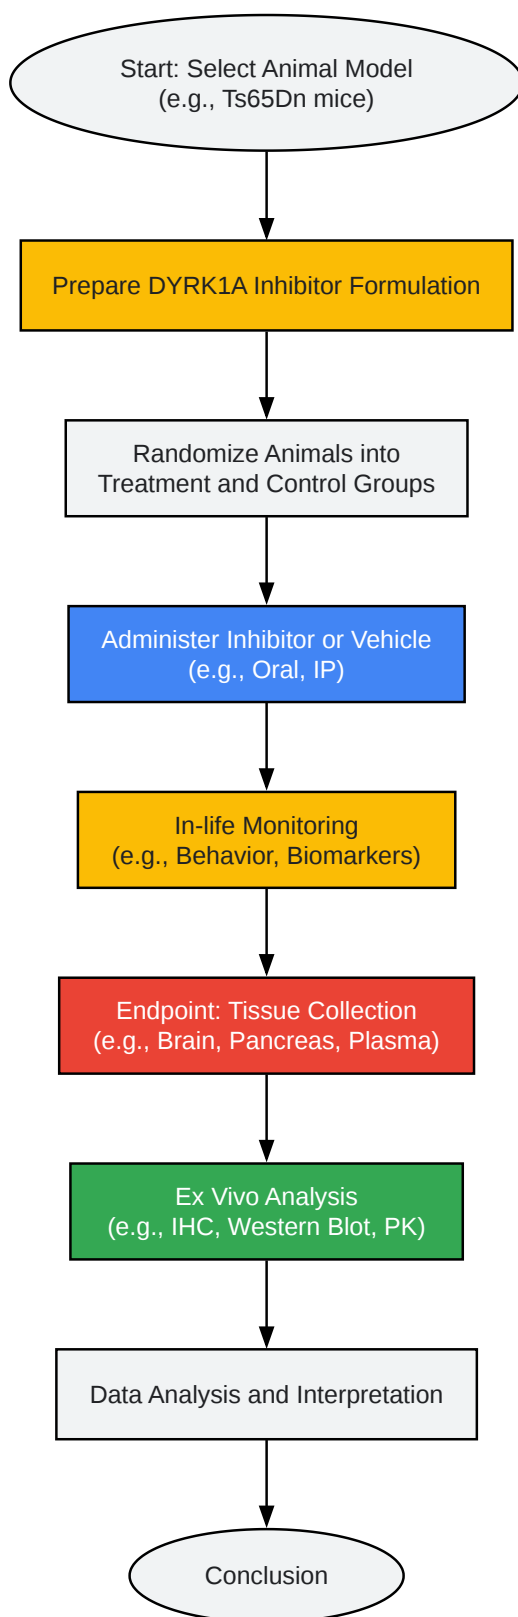 Start: Select Animal Model
(e.g., Ts65Dn mice)
Prepare DYRK1A Inhibitor Formulation
Randomize Animals into
Treatment and Control Groups
Administer Inhibitor or Vehicle
(e.g., Oral, IP)
In-life Monitoring
(e.g., Behavior, Biomarkers)
Endpoint: Tissue Collection
(e.g., Brain, Pancreas, Plasma)
Ex Vivo Analysis
(e.g., IHC, Western Blot, PK)
Data Analysis and Interpretation
Conclusion